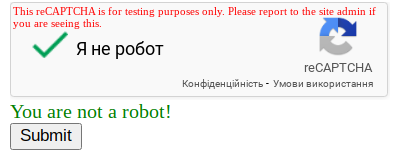 This reCAPTCHA is for testing purposes only. Please report to the site admin if
you are seeing this.
Я не робот
reCAPTCHA
Конфіденційність - Умови використання
You are not a robot!
Submit